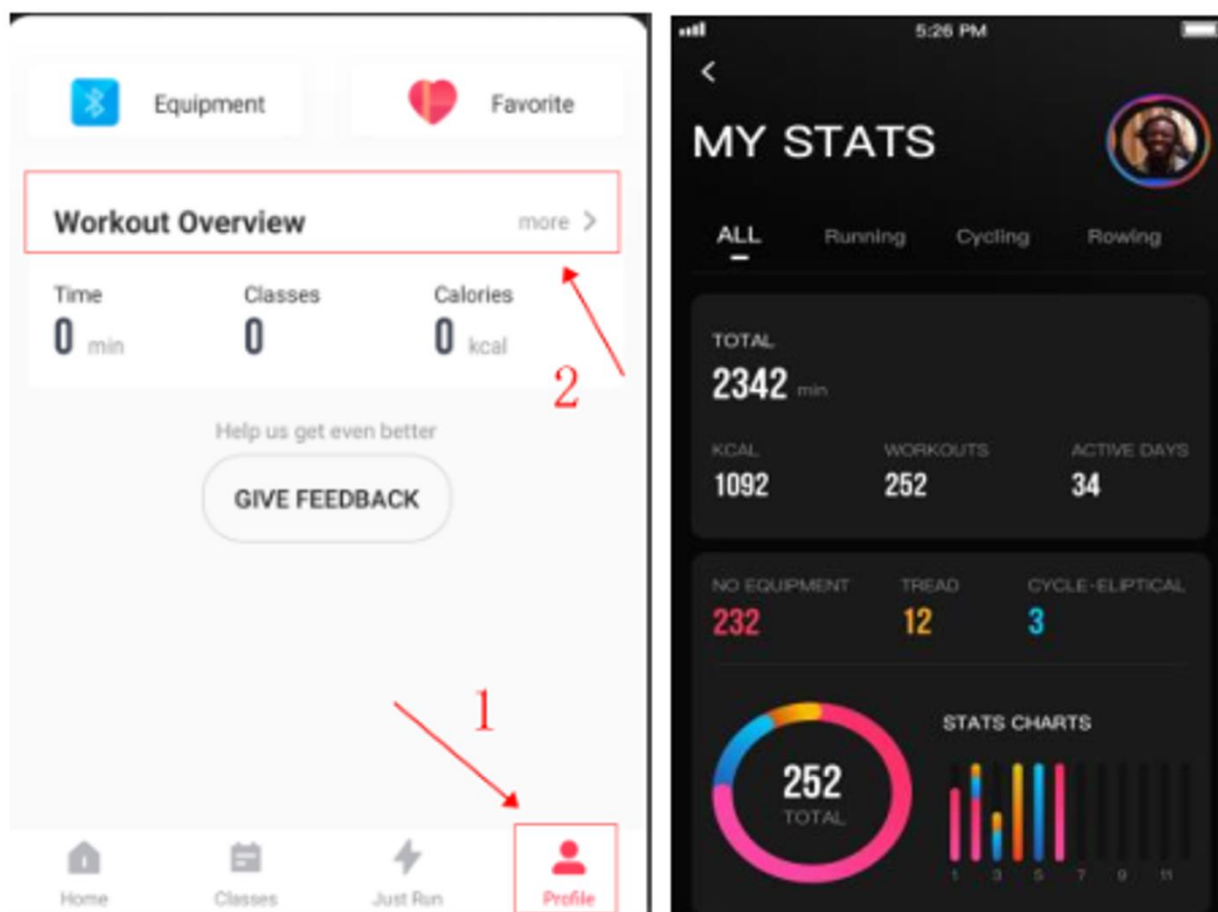 Equipment
Favorite
Workout Overview
more >
Time
Classes
Calories
0 min
0
0 kcal
2
Help us get even better
GIVE FEEDBACK
1
Home
Classes
Just Run
Profile
5:26 PM
MY STATS
ALL
Running
Cycling
Rowing
TOTAL
2342 min
KCAL
WORKOUTS
ACTIVE DAYS
1092
252
34
NO EQUIPMENT
TREAD
CYCLE-ELIPTICAL
232
12
3
STATS CHARTS
252
TOTAL
1 3 5 7 9 11